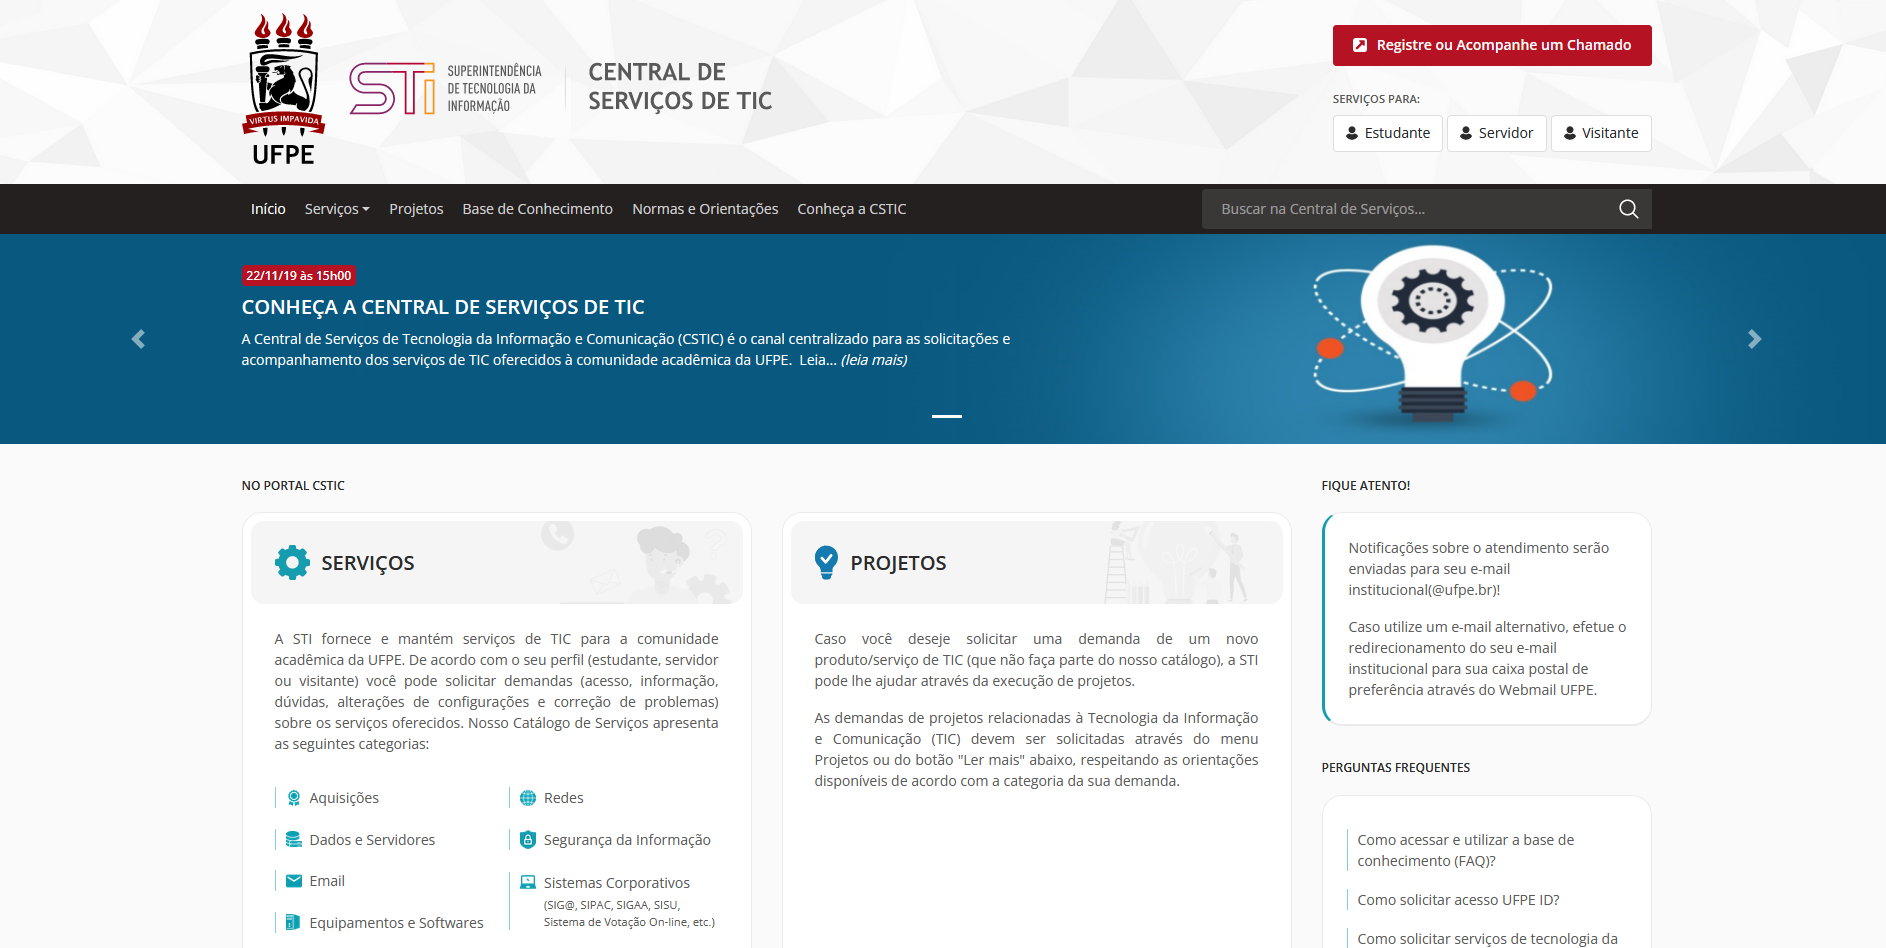 VIRTUS IMPAVIDA
UFPE
STi
SUPERINTENDÊNCIA
DE TECNOLOGIA DA
INFORMAÇÃO
CENTRAL DE
SERVIÇOS DE TIC
Registre ou Acompanhe um Chamado
SERVIÇOS PARA:
Estudante
Servidor
Visitante
Início
Serviços
Projetos
Base de Conhecimento
Normas e Orientações
Conheça a CSTIC
Buscar na Central de Serviços...
22/11/19 às 15h00
CONHEÇA A CENTRAL DE SERVIÇOS DE TIC
A Central de Serviços de Tecnologia da Informação e Comunicação (CSTIC) é o canal centralizado para as solicitações e
acompanhamento dos serviços de TIC oferecidos à comunidade acadêmica da UFPE. Leia... (leia mais)
NO PORTAL CSTIC
SERVIÇOS
A STI fornece e mantém serviços de TIC para a comunidade
acadêmica da UFPE. De acordo com o seu perfil (estudante, servidor
ou visitante) você pode solicitar demandas (acesso, informação,
dúvidas, alterações de configurações e correção de problemas)
sobre os serviços oferecidos. Nosso Catálogo de Serviços apresenta
as seguintes categorias:
Aquisições
Dados e Servidores
Email
Equipamentos e Softwares
Redes
Segurança da Informação
Sistemas Corporativos
(SIG@, SIPAC, SIGAA, SISU,
Sistema de Votação On-line, etc.)
PROJETOS
Caso você deseje solicitar uma demanda de um novo
produto/serviço de TIC (que não faça parte do nosso catálogo), a STI
pode lhe ajudar através da execução de projetos.
As demandas de projetos relacionadas à Tecnologia da Informação
e Comunicação (TIC) devem ser solicitadas através do menu
Projetos ou do botão "Ler mais" abaixo, respeitando as orientações
disponíveis de acordo com a categoria da sua demanda.
FIQUE ATENTO!
Notificações sobre o atendimento serão
enviadas para seu e-mail
institucional(@ufpe.br)!
Caso utilize um e-mail alternativo, efetue o
redirecionamento do seu e-mail
institucional para sua caixa postal de
preferência através do Webmail UFPE.
PERGUNTAS FREQUENTES
Como acessar e utilizar a base de
conhecimento (FAQ)?
Como solicitar acesso UFPE ID?
Como solicitar serviços de tecnologia da